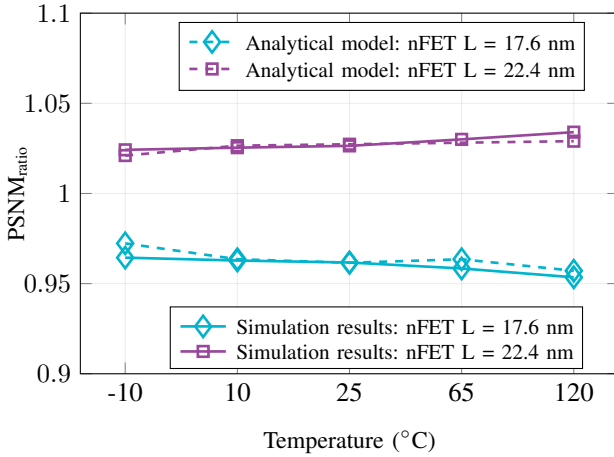 1.1
1.05
1
0.95
0.9
PSNM_ratio
Analytical model: nFET L = 17.6 nm
Analytical model: nFET L = 22.4 nm
Simulation results: nFET L = 17.6 nm
Simulation results: nFET L = 22.4 nm
-10 10 25 65 120
Temperature (°C)